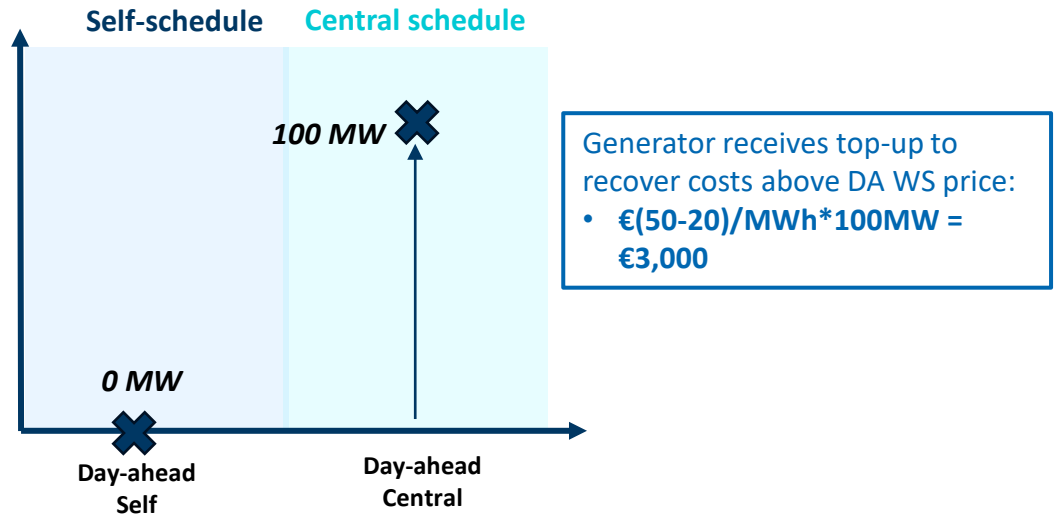 Self-schedule
Central schedule
100 MW
0 MW
Day-ahead
Self
Day-ahead
Central
Generator receives top-up to
recover costs above DA WS price:
• €(50-20)/MWh*100MW =
€3,000